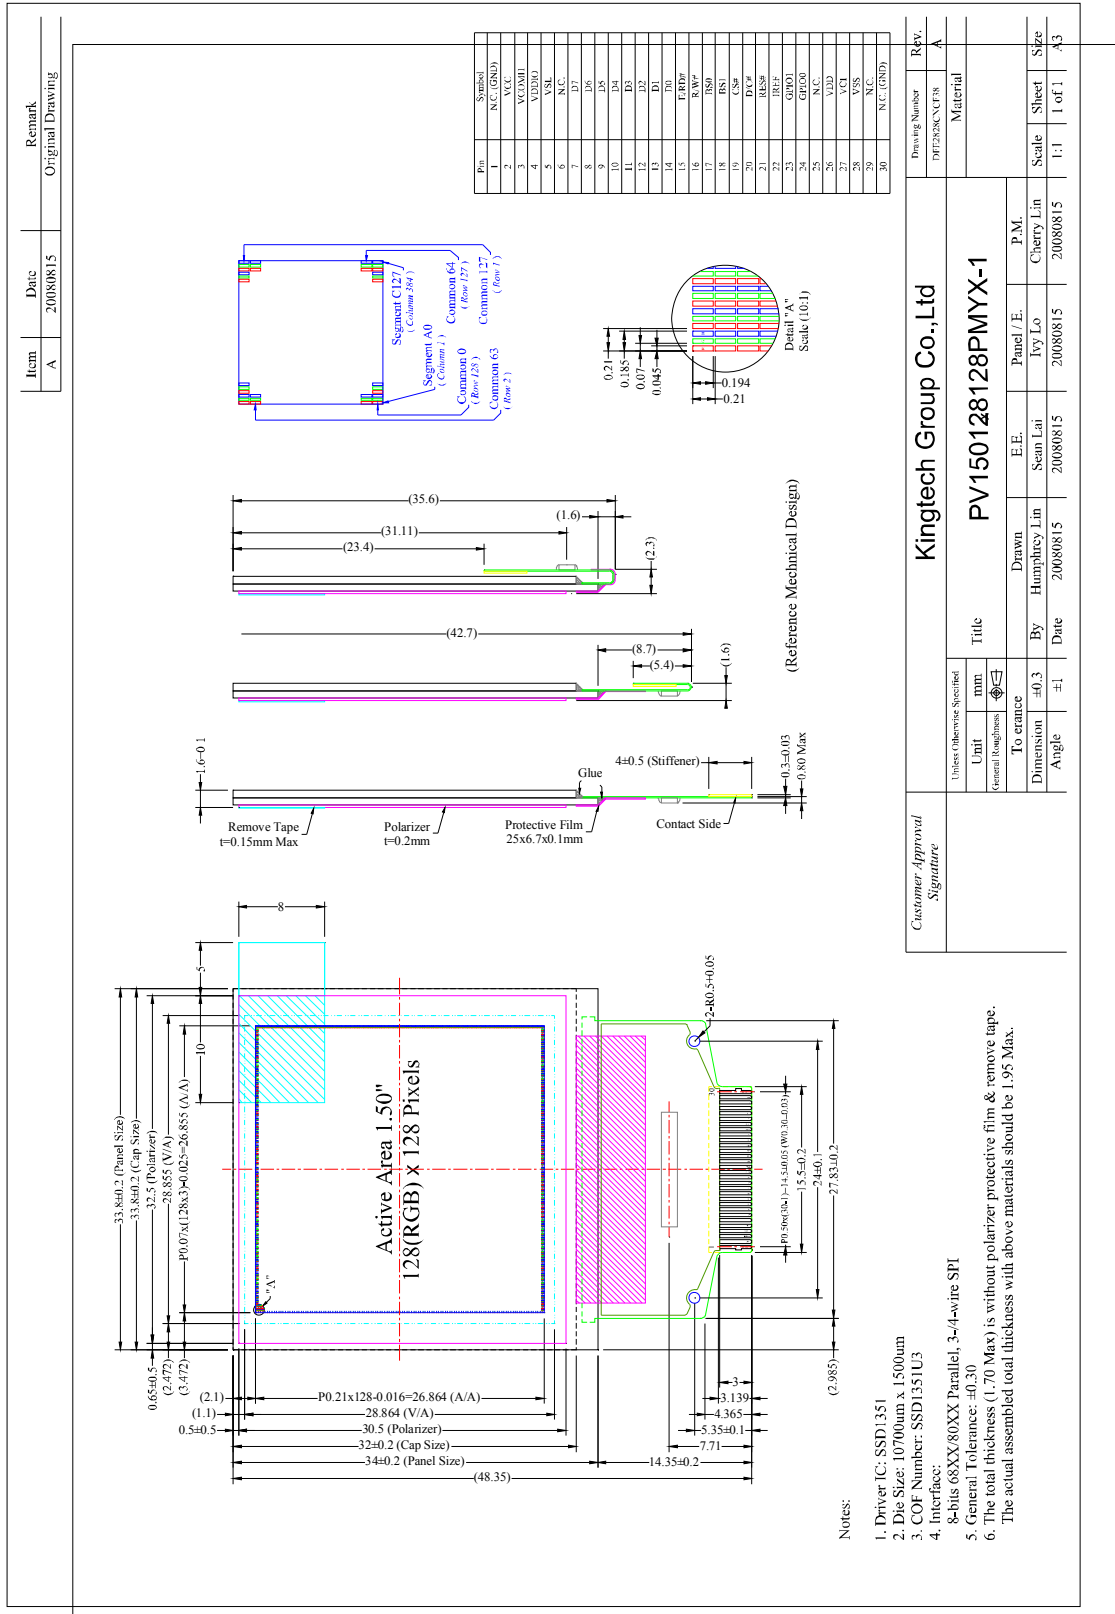 Item Date Remark
A 20080815 Original Drawing
Active Area 1.50"
128(RGB) x 128 Pixels
"A"
33.8±0.2 (Panel Size)
33.8±0.2 (Cap Size)
32.5 (Polarizer)
28.855 (V/A)
P0.07x(128x3)-0.025=26.855 (A/A)
0.65±0.5
(2.472)
(3.472)
10
5
8
(2.1)
P0.21x128-0.016=26.864 (A/A)
(1.1)
28.864 (V/A)
0.5±0.5
30.5 (Polarizer)
32±0.2 (Cap Size)
34±0.2 (Panel Size)
14.35±0.2
(48.35)
3
3.139
4.365
5.35±0.1
7.71
(2.985)
2-R0.5±0.05
30
P0.50x(30-1)=14.5±0.05 (W0.30±0.03)
15.5±0.2
24±0.1
27.83±0.2
1.6±0.1
Remove Tape
t=0.15mm Max
Polarizer
t=0.2mm
Glue
Protective Film
25x6.7x0.1mm
4±0.5 (Stiffener)
Contact Side
0.3±0.03
0.80 Max
(42.7)
(8.7)
(5.4)
(1.6)
(35.6)
(31.11)
(23.4)
(1.6)
(2.3)
(Reference Mechnical Design)
Segment C127
( Column 384 )
Segment A0
( Column 1 )
Common 0
( Row 128 )
Common 63
( Row 2 )
Common 64
( Row 127 )
Common 127
( Row 1 )
0.21
0.185
0.07
0.045
0.194
0.21
Detail "A"
Scale (10:1)
Pin Symbol
1 N.C. (GND)
2 VCC
3 VCOMH
4 VDDIO
5 VSL
6 N.C.
7 D7
8 D6
9 D5
10 D4
11 D3
12 D2
13 D1
14 D0
15 E/RD#
16 R/W#
17 BS0
18 BS1
19 CS#
20 D/C#
21 RES#
22 IREF
23 GPIO1
24 GPIO0
25 N.C.
26 VDD
27 VCI
28 VSS
29 N.C.
30 N.C. (GND)
Notes:
1. Driver IC: SSD1351
2. Die Size: 10700um x 1500um
3. COF Number: SSD1351U3
4. Interface:
8-bits 68XX/80XX Parallel, 3-/4-wire SPI
5. General Tolerance: ±0.30
6. The total thickness (1.70 Max) is without polarizer protective film & remove tape.
The actual assembled total thickness with above materials should be 1.95 Max.
Customer Approval
Signature
Kingtech Group Co.,Ltd
Drawing Number Rev.
A
Unless Otherwise Specified
Unit mm
General Roughness
To erance
Dimension ±0.3
Angle ±1
Title
PV150128128PMYX-1
Material
Drawn E.E. Panel / E. P.M.
By Humphrey Lin Sean Lai Ivy Lo Cherry Lin
Date 20080815 20080815 20080815 20080815
Scale Sheet Size
1:1 1 of 1 A3